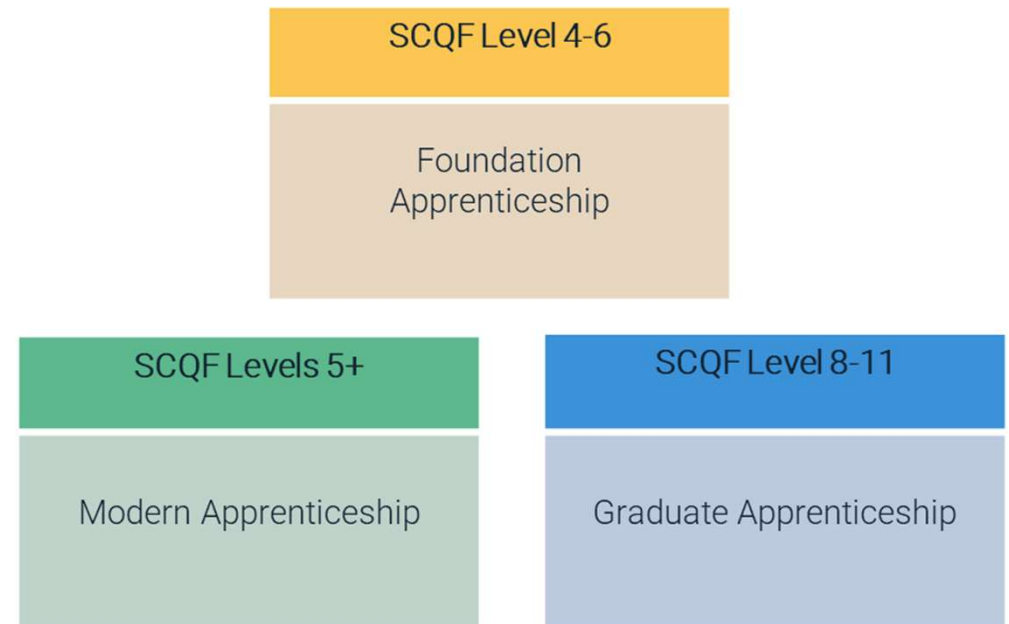 SCQF Level 4-6
Foundation
Apprenticeship
SCQF Levels 5+
Modern Apprenticeship
SCQF Level 8-11
Graduate Apprenticeship